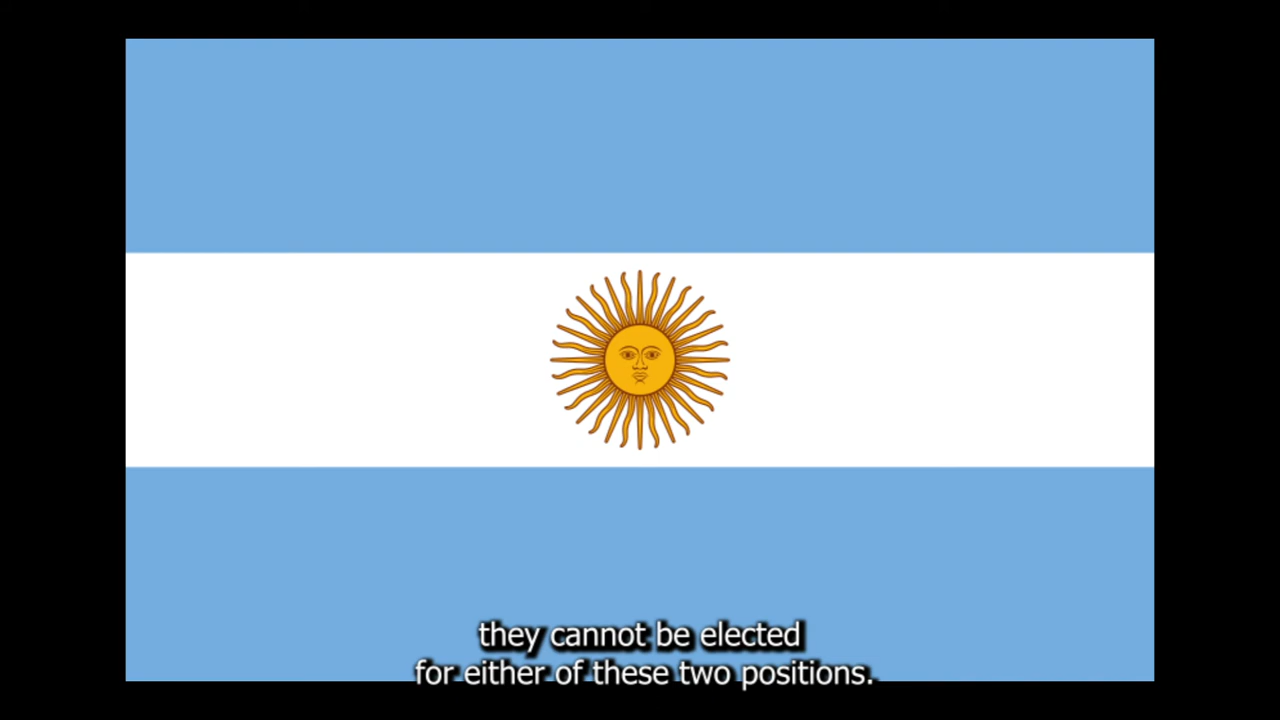 they cannot be elected
for either of these two positions.